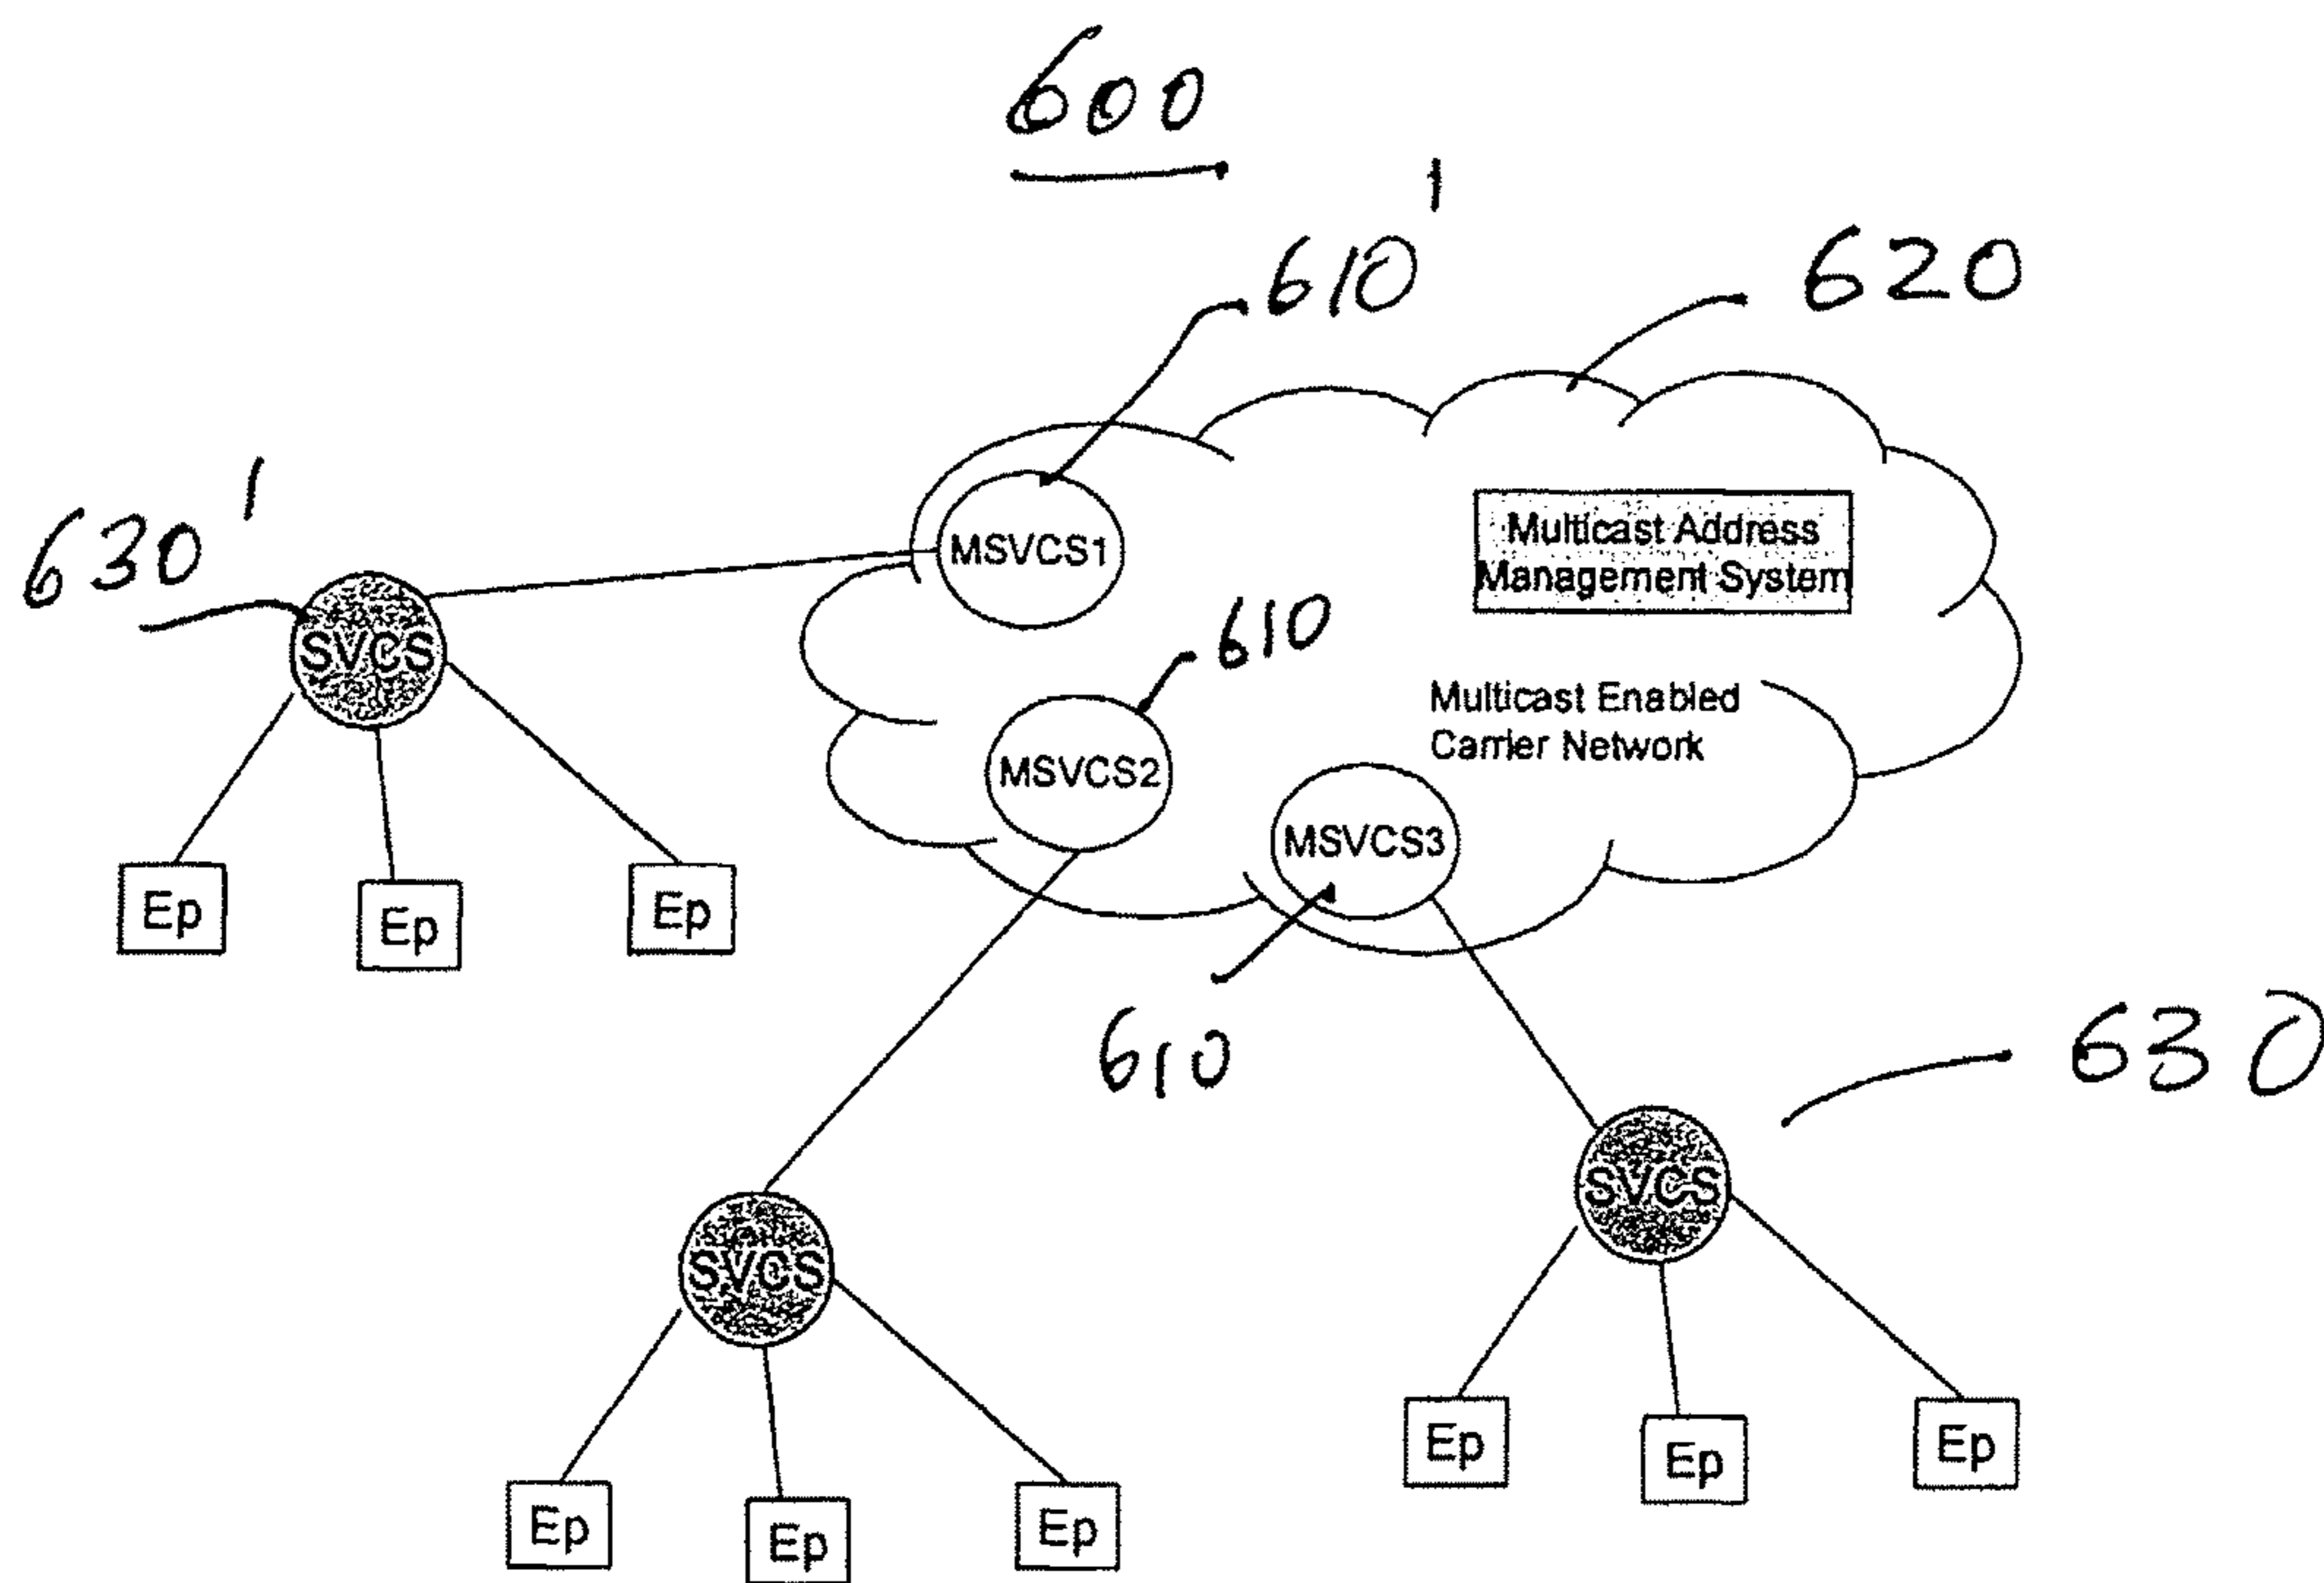 600
610'
620
630'
MSVCS1
Multicast Address
Management System
SVCS
610
Multicast Enabled
Carrier Network
MSVCS2
MSVCS3
Ep
Ep
Ep
610
630
SVCS
SVCS
Ep
Ep
Ep
Ep
Ep
Ep